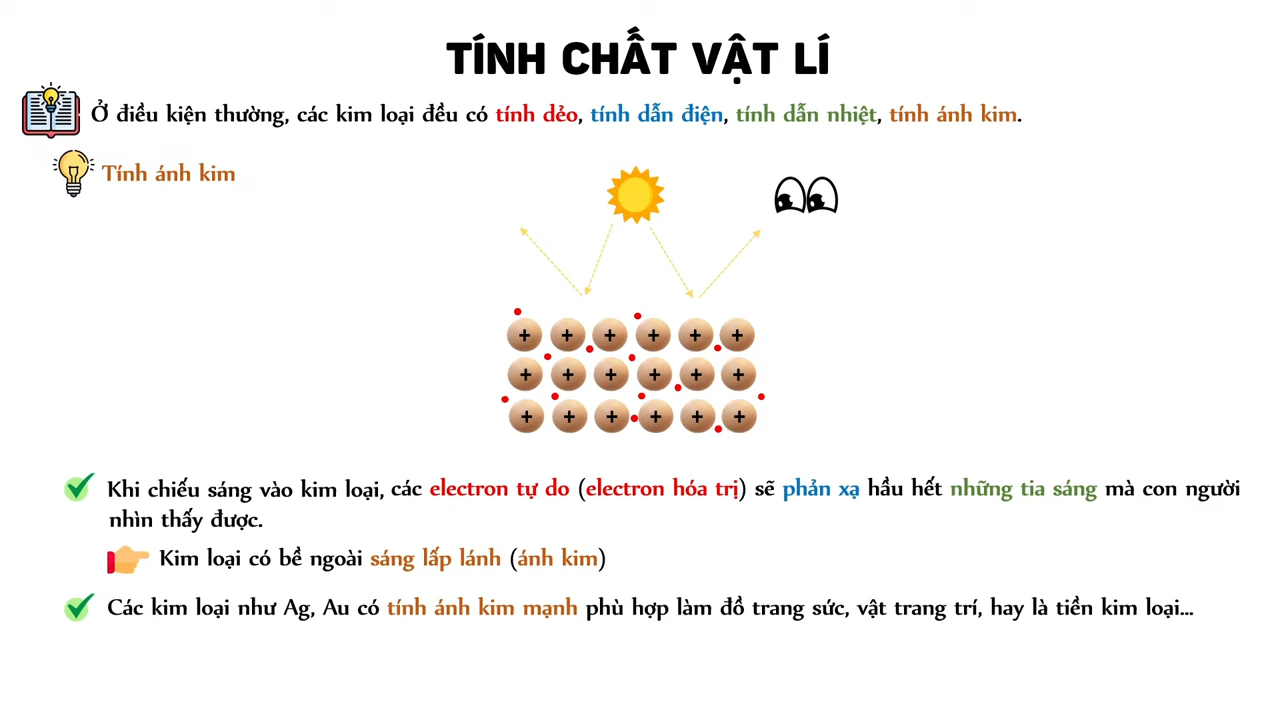 TÍNH CHẤT VẬT LÍ
Ở điều kiện thường, các kim loại đều có tính dẻo, tính dẫn điện, tính dẫn nhiệt, tính ánh kim.
Tính ánh kim
+ + + + + +
+ + + + + +
+ + + + + +
Khi chiếu sáng vào kim loại, các electron tự do (electron hóa trị) sẽ phản xạ hầu hết những tia sáng mà con người
nhìn thấy được.
Kim loại có bề ngoài sáng lấp lánh (ánh kim)
Các kim loại như Ag, Au có tính ánh kim mạnh phù hợp làm đồ trang sức, vật trang trí, hay là tiền kim loại...